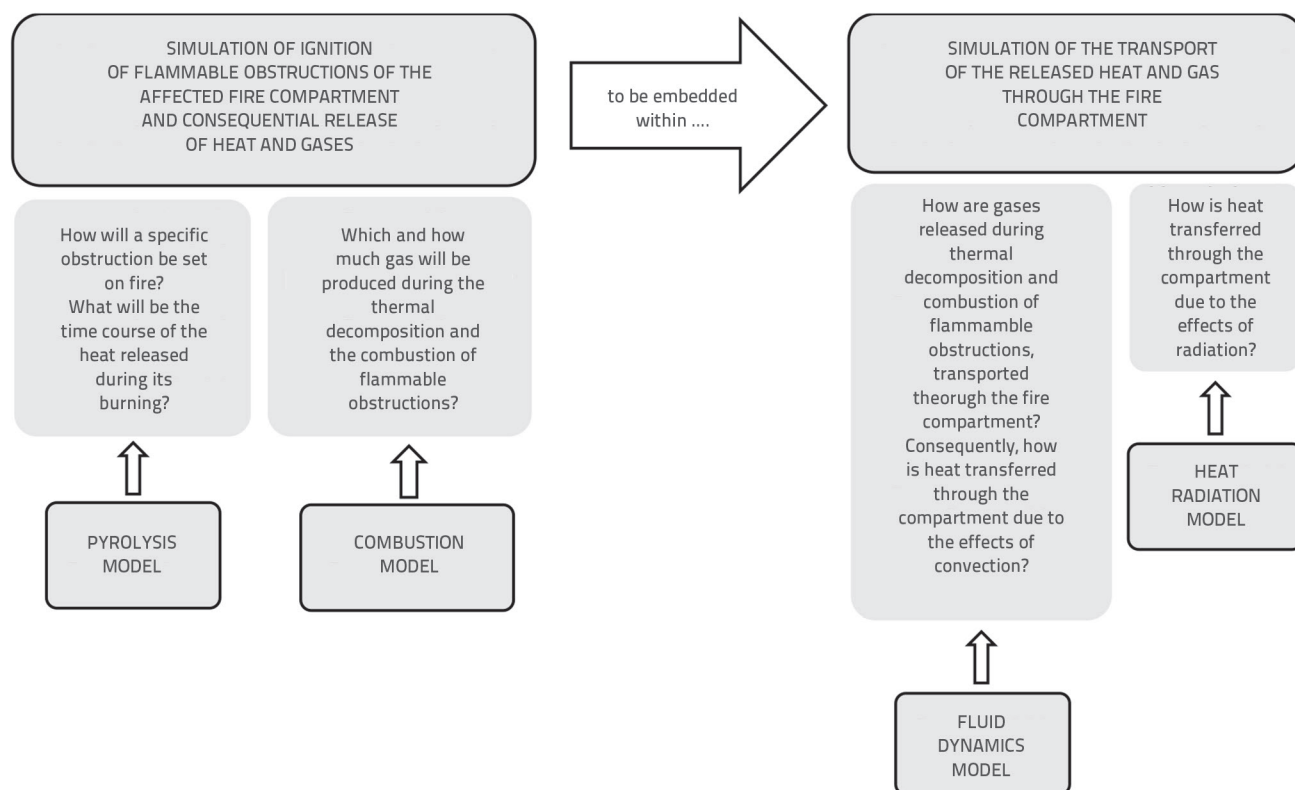 SIMULATION OF IGNITION
OF FLAMMABLE OBSTRUCTIONS OF THE
AFFECTED FIRE COMPARTMENT
AND CONSEQUENTIAL RELEASE
OF HEAT AND GASES
to be embedded
within ....
SIMULATION OF THE TRANSPORT
OF THE RELEASED HEAT AND GAS
THROUGH THE FIRE
COMPARTMENT
How will a specific
obstruction be set
on fire?
What will be the
time course of the
heat released
during its
burning?
Which and how
much gas will be
produced during the
thermal
decomposition and
the combustion of
flammable
obstructions?
How are gases
released during
thermal
decomposition and
combustion of
flammamble
obstructions,
transported
theorugh the fire
compartment?
Consequently, how
is heat transferred
through the
compartment due to
the effects of
convection?
How is heat
transferred
through the
compartment
due to the
effects of
radiation?
PYROLYSIS
MODEL
COMBUSTION
MODEL
HEAT
RADIATION
MODEL
FLUID
DYNAMICS
MODEL